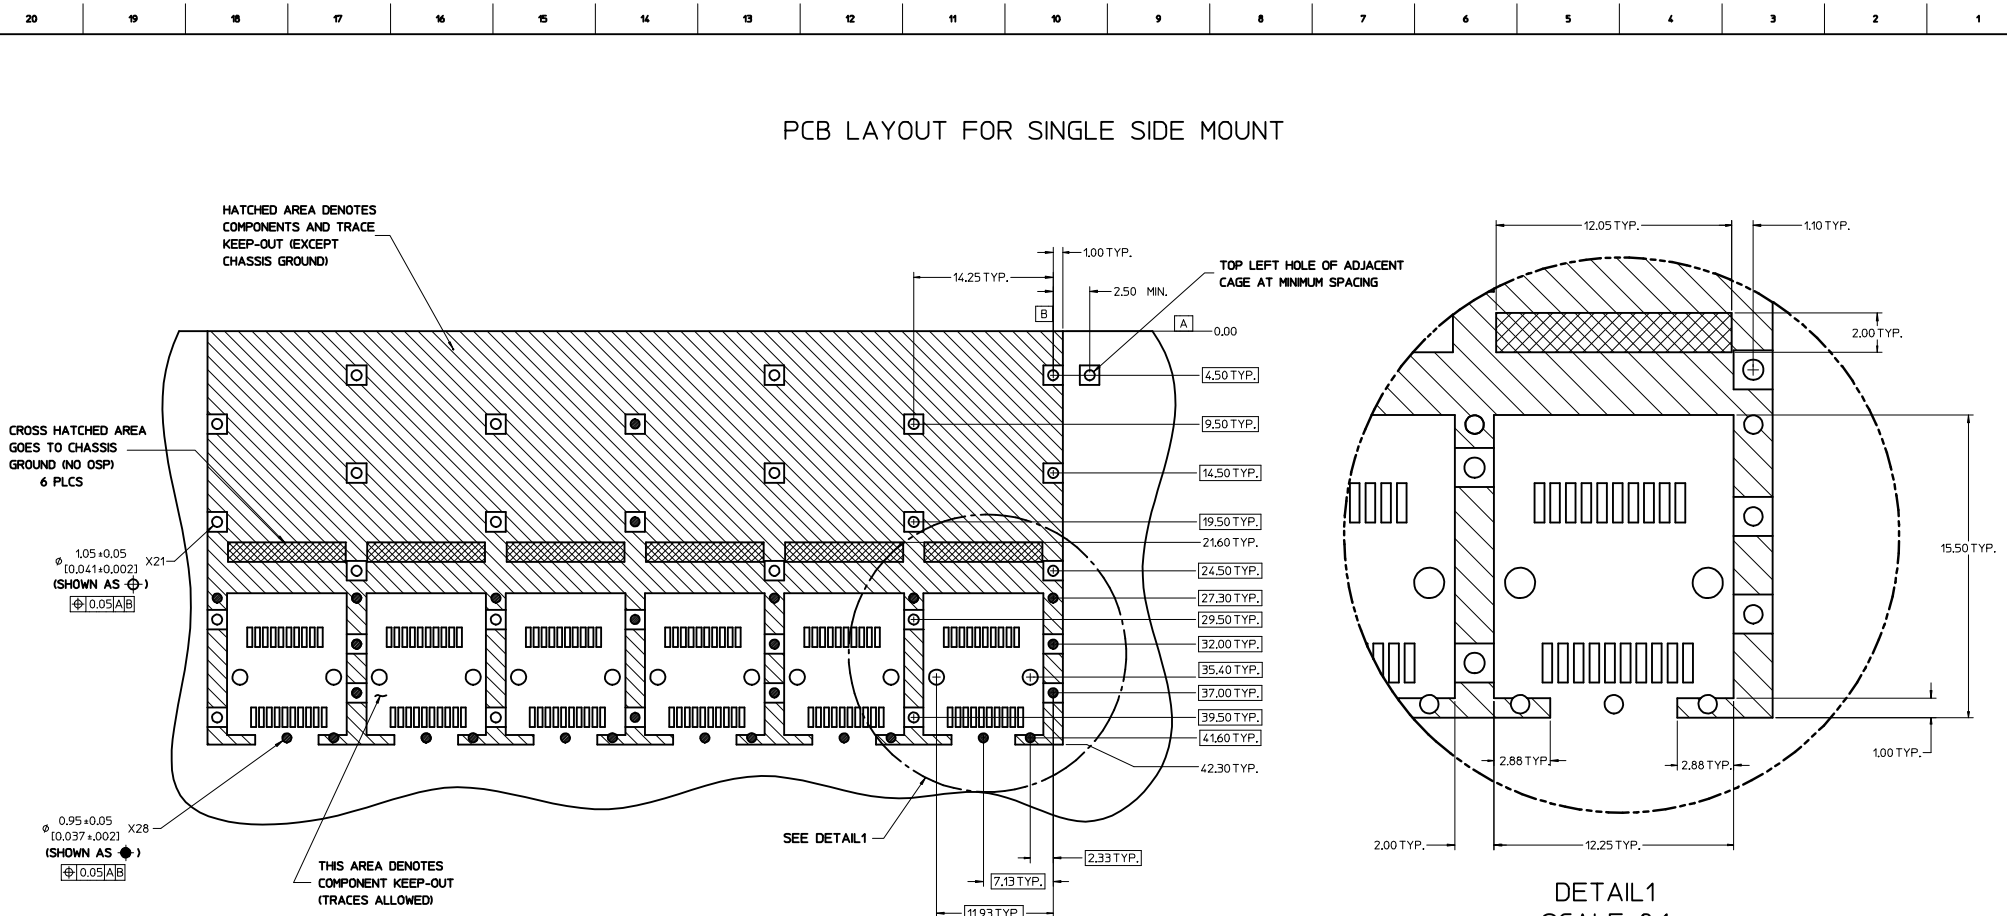 20 19 18 17 16 15 14 13 12 11 10 9 8 7 6 5 4 3 2 1
PCB LAYOUT FOR SINGLE SIDE MOUNT
HATCHED AREA DENOTES
COMPONENTS AND TRACE
KEEP-OUT (EXCEPT
CHASSIS GROUND)
1.00 TYP.
14.25 TYP.
2.50 MIN.
TOP LEFT HOLE OF ADJACENT
CAGE AT MINIMUM SPACING
B
A
0.00
4.50 TYP.
9.50 TYP.
14.50 TYP.
19.50 TYP.
21.60 TYP.
24.50 TYP.
27.30 TYP.
29.50 TYP.
32.00 TYP.
35.40 TYP.
37.00 TYP.
39.50 TYP.
41.60 TYP.
42.30 TYP.
CROSS HATCHED AREA
GOES TO CHASSIS
GROUND (NO OSP)
6 PLCS
ø 1.05±0.05 X21
[0.041±0.002]
(SHOWN AS )
⌖ 0.05 A B
ø 0.95±0.05 X28
[0.037±.002]
(SHOWN AS )
⌖ 0.05 A B
THIS AREA DENOTES
COMPONENT KEEP-OUT
(TRACES ALLOWED)
SEE DETAIL1
2.33 TYP.
7.13 TYP.
11.93 TYP
12.05 TYP.
1.10 TYP.
2.00 TYP.
15.50 TYP.
1.00 TYP.
2.88 TYP.
2.88 TYP.
2.00 TYP.
12.25 TYP.
DETAIL1